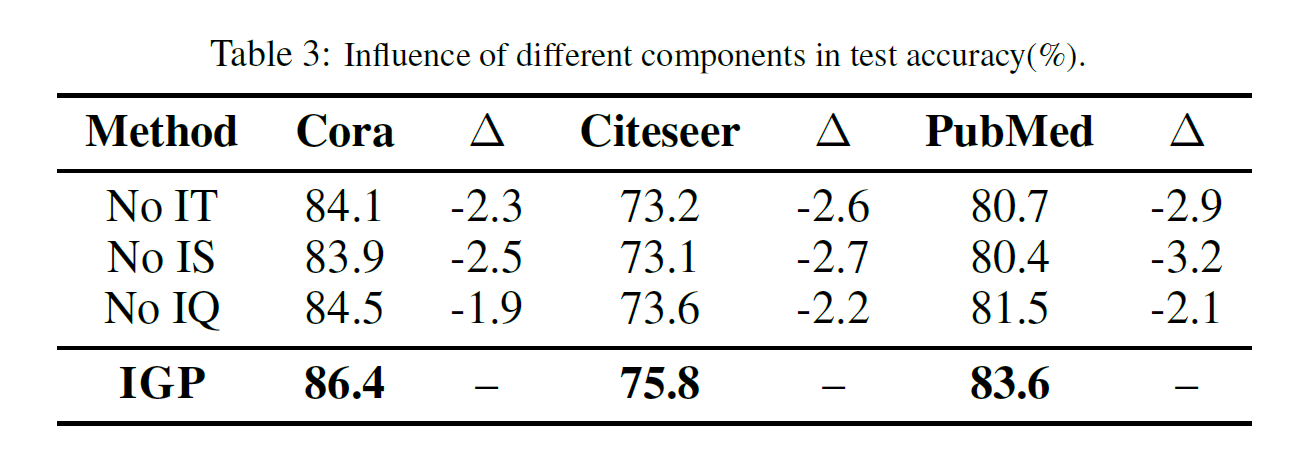 Table 3: Influence of different components in test accuracy(%).
Method Cora Δ Citeseer Δ PubMed Δ
No IT 84.1 -2.3 73.2 -2.6 80.7 -2.9
No IS 83.9 -2.5 73.1 -2.7 80.4 -3.2
No IQ 84.5 -1.9 73.6 -2.2 81.5 -2.1
IGP 86.4 – 75.8 – 83.6 –